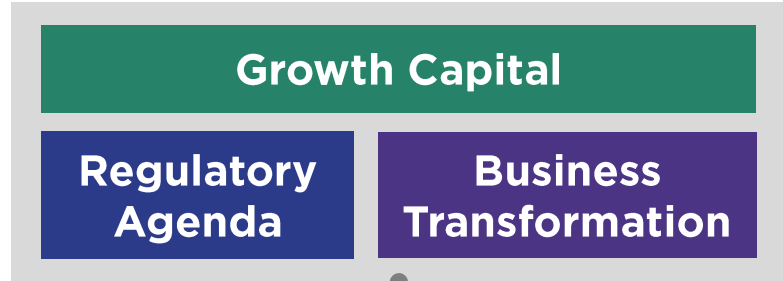 Growth Capital
Regulatory
Agenda
Business
Transformation